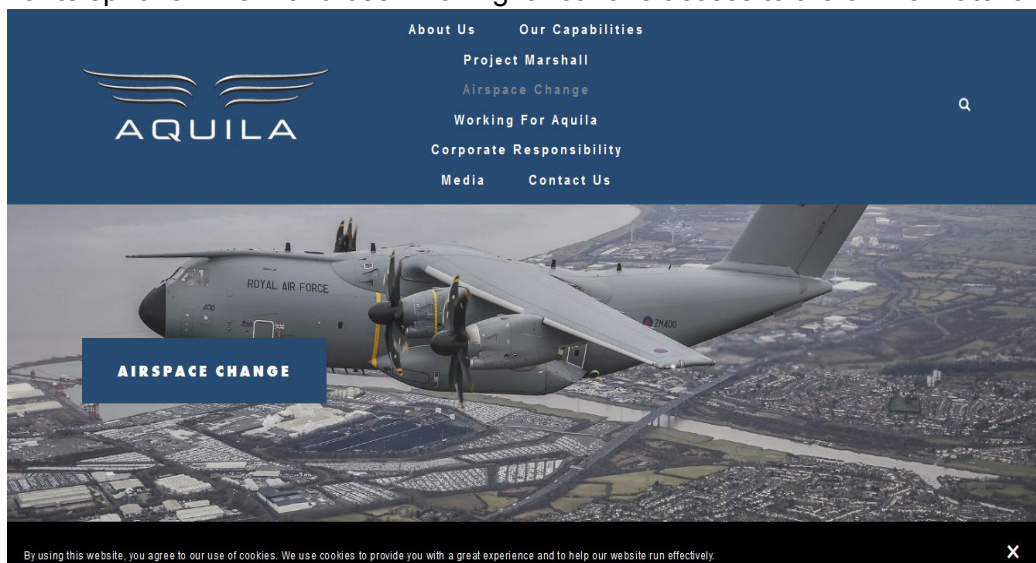 About Us Our Capabilities
Project Marshall
Airspace Change
Working For Aquila
Corporate Responsibility
Media Contact Us
AQUILA
ROYAL AIR FORCE
400
ZM400
AIRSPACE CHANGE
By using this website, you agree to our use of cookies. We use cookies to provide you with a great experience and to help our website run effectively.